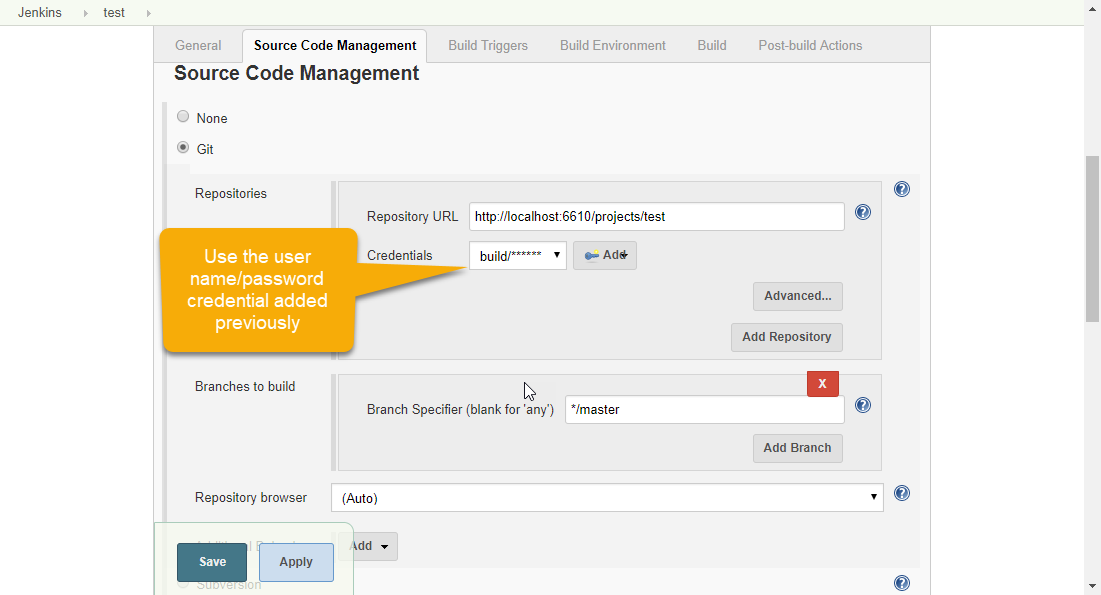 Jenkins test
General Source Code Management Build Triggers Build Environment Build Post-build Actions
Source Code Management
None
Git
Repositories
Repository URL http://localhost:6610/projects/test
Credentials build/****** Add
Use the user
name/password
credential added
previously
Advanced...
Add Repository
Branches to build
X
Branch Specifier (blank for 'any') */master
Add Branch
Repository browser (Auto)
Add
Save Apply
Subversion